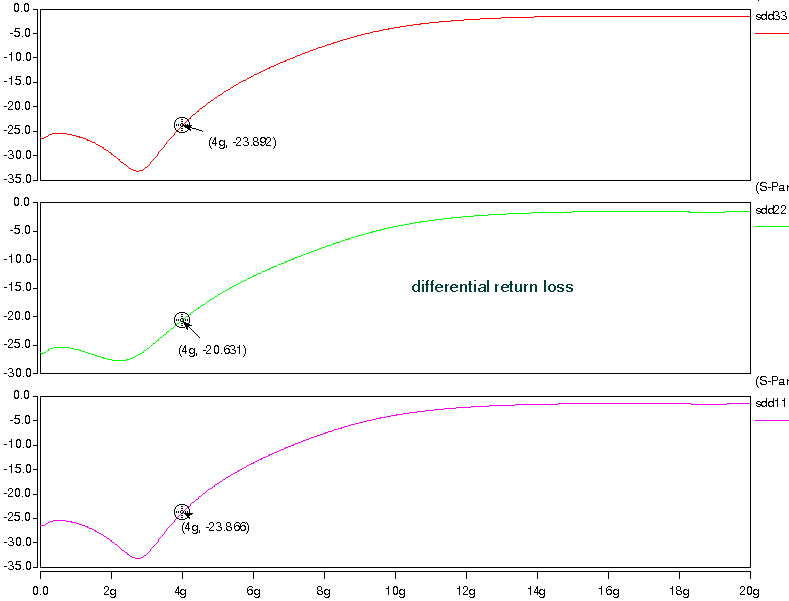 0.0
sdd33
-5.0
-10.0
-15.0
-20.0
-25.0
(4g, -23.892)
-30.0
-35.0
(S-Par
0.0
sdd22
-5.0
-10.0
-15.0
differential return loss
-20.0
-25.0
(4g, -20.631)
-30.0
(S-Par
0.0
sdd11
-5.0
-10.0
-15.0
-20.0
-25.0
(4g, -23.866)
-30.0
-35.0
0.0 2g 4g 6g 8g 10g 12g 14g 16g 18g 20g